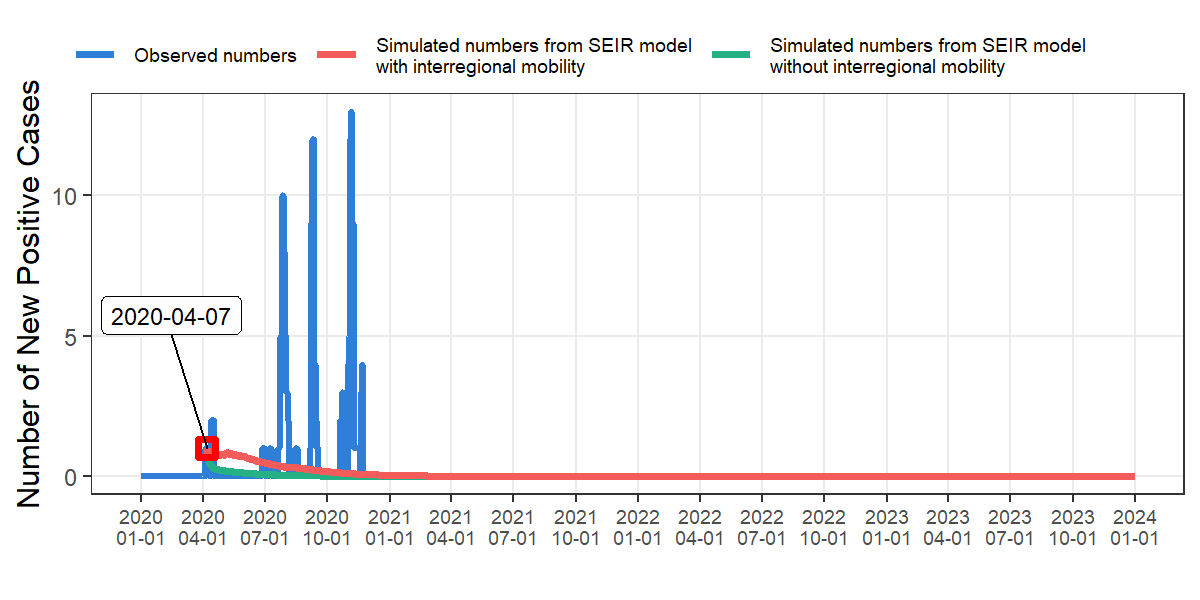 Observed numbers
Simulated numbers from SEIR model
with interregional mobility
Simulated numbers from SEIR model
without interregional mobility
Number of New Positive Cases
10
5
0
2020-04-07
2020 2020 2020 2020 2021 2021 2021 2021 2022 2022 2022 2022 2023 2023 2023 2023 2024
01-01 04-01 07-01 10-01 01-01 04-01 07-01 10-01 01-01 04-01 07-01 10-01 01-01 04-01 07-01 10-01 01-01